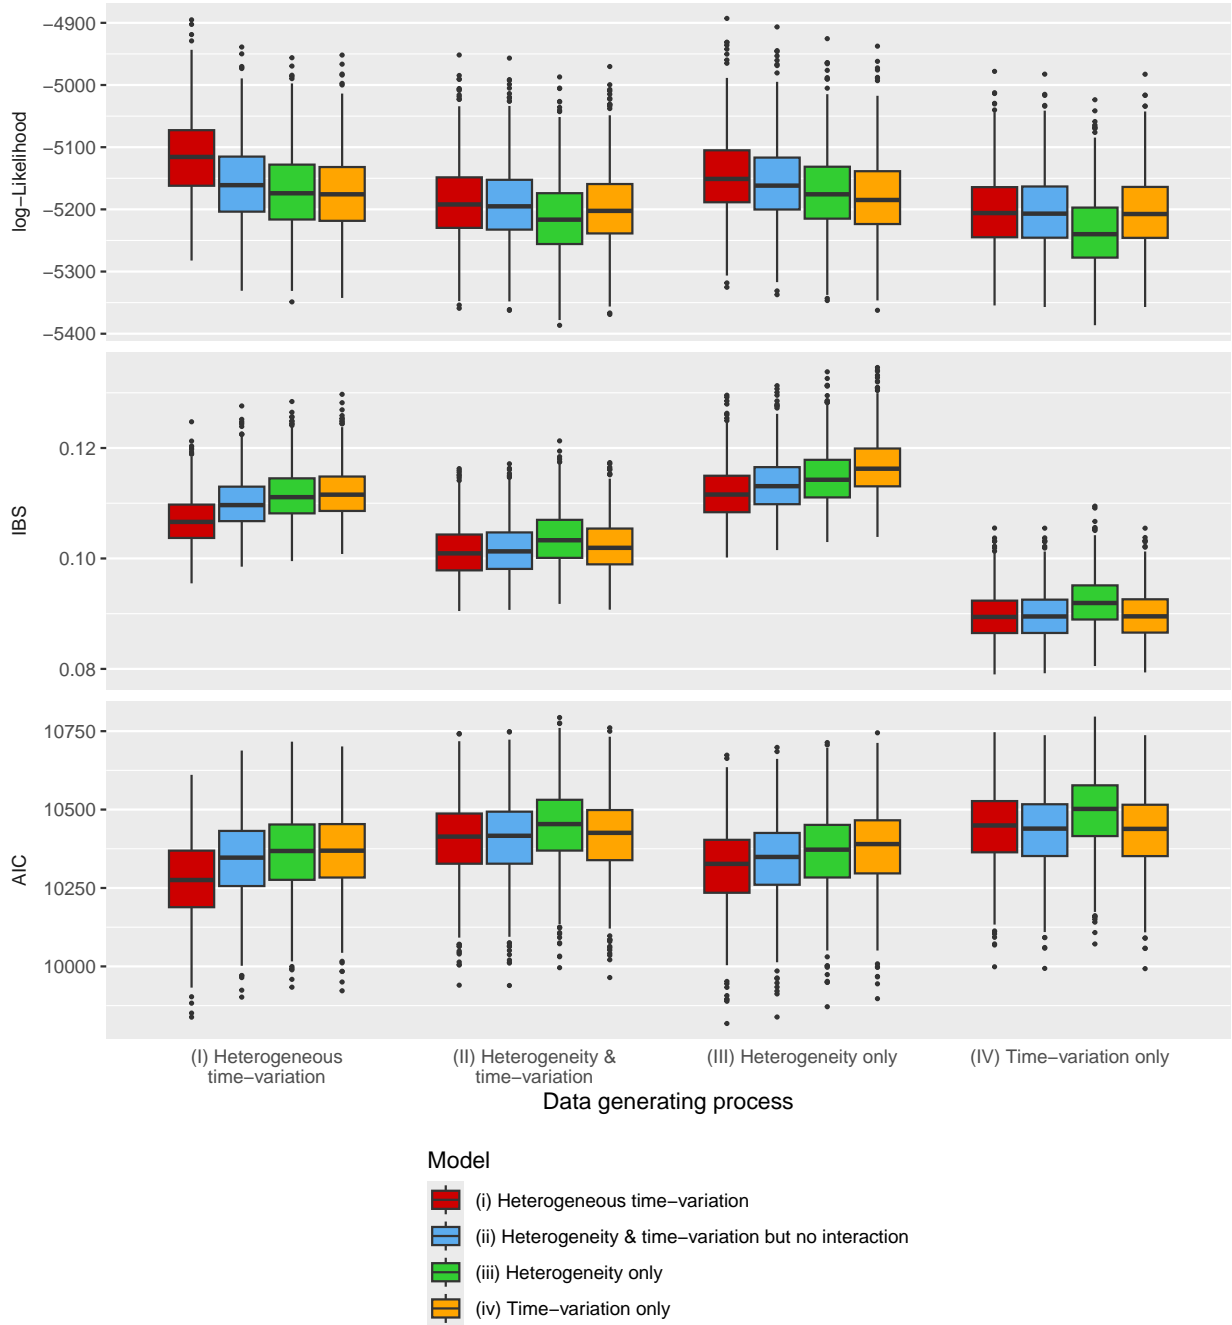 log−Likelihood
−4900
−5000
−5100
−5200
−5300
−5400
IBS
0.12
0.10
0.08
AIC
10750
10500
10250
10000
(I) Heterogeneous
time−variation
(II) Heterogeneity &
time−variation
(III) Heterogeneity only
(IV) Time−variation only
Data generating process
Model
(i) Heterogeneous time−variation
(ii) Heterogeneity & time−variation but no interaction
(iii) Heterogeneity only
(iv) Time−variation only